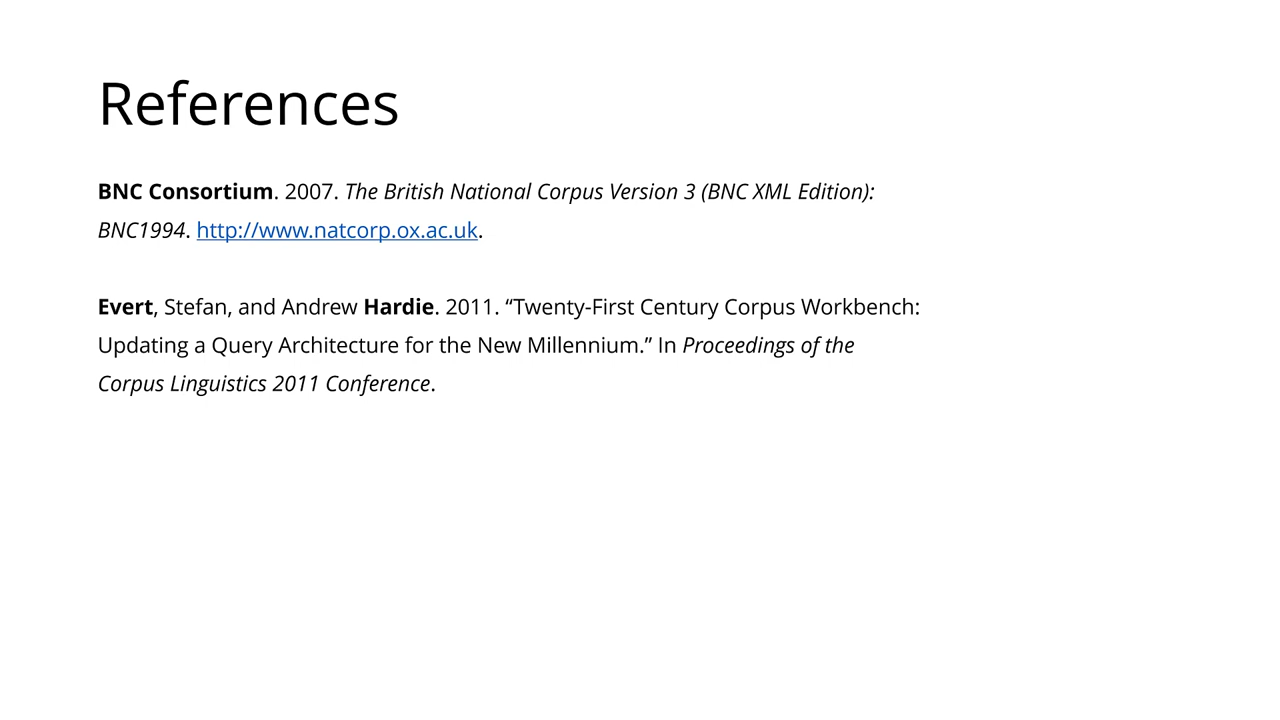 References
BNC Consortium. 2007. The British National Corpus Version 3 (BNC XML Edition):
BNC1994. http://www.natcorp.ox.ac.uk.
Evert, Stefan, and Andrew Hardie. 2011. “Twenty-First Century Corpus Workbench:
Updating a Query Architecture for the New Millennium.” In Proceedings of the
Corpus Linguistics 2011 Conference.